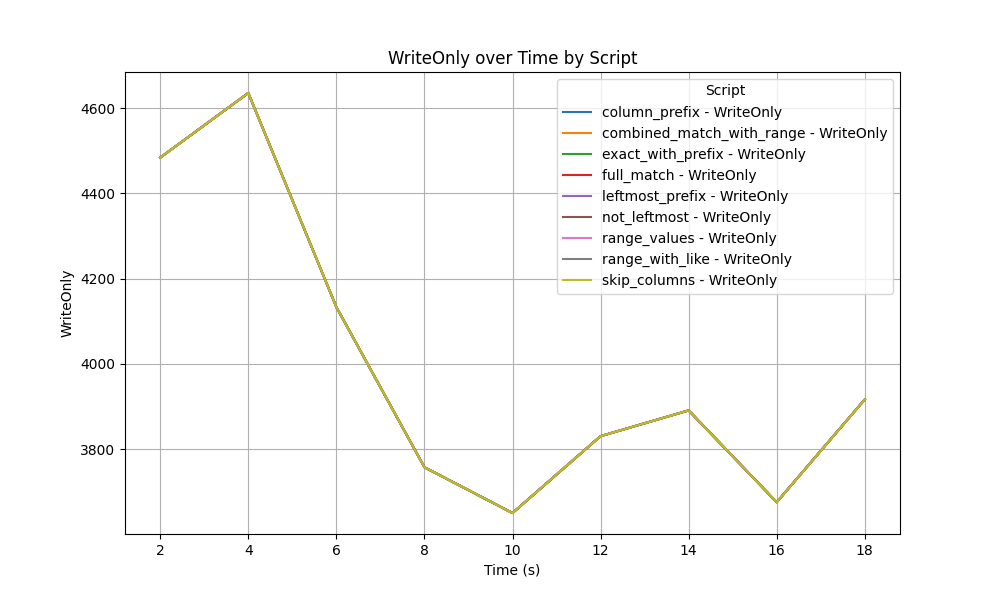 WriteOnly over Time by Script
WriteOnly
4600
4400
4200
4000
3800
Script
column_prefix - WriteOnly
combined_match_with_range - WriteOnly
exact_with_prefix - WriteOnly
full_match - WriteOnly
leftmost_prefix - WriteOnly
not_leftmost - WriteOnly
range_values - WriteOnly
range_with_like - WriteOnly
skip_columns - WriteOnly
2 4 6 8 10 12 14 16 18
Time (s)